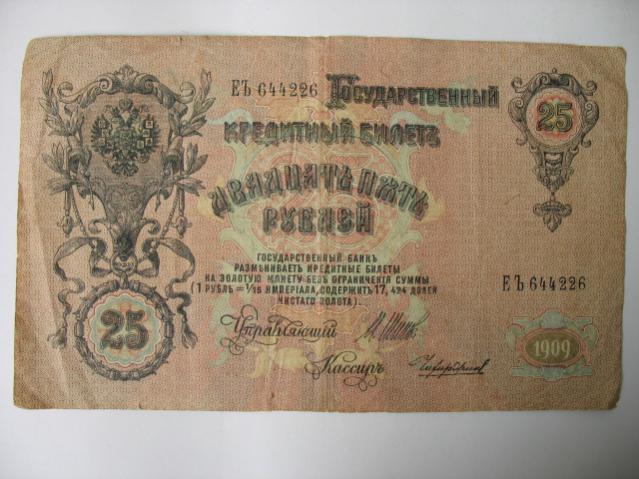 ЕЪ 644226 Государственный 25
Кредитный Билетъ
Двадцать Пять
Рублей
ГОСУДАРСТВЕННЫЙ БАНКЪ
РАЗМѢНИВАЕТЪ КРЕДИТНЫЕ БИЛЕТЫ
НА ЗОЛОТУЮ МОНЕТУ БЕЗЪ ОГРАНИЧЕНІЯ СУММЫ
(1 РУБЛЬ = 1/15 ИМПЕРІАЛА, СОДЕРЖИТЪ 17,424 ДОЛЕЙ
ЧИСТАГО ЗОЛОТА).
ЕЪ 644226
25
Управляющій
Кассиръ
1909